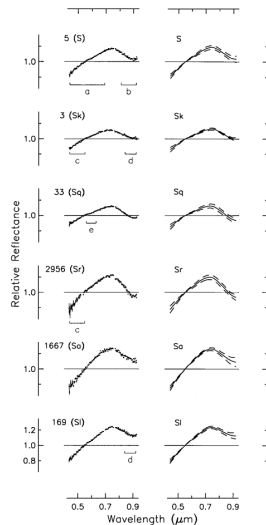 5 (S)
S
1.0
a
b
3 (Sk)
Sk
1.0
c
d
33 (Sq)
Sq
1.0
e
Relative Reflectance
2956 (Sr)
Sr
1.0
c
1667 (Sa)
Sa
1.0
169 (Sl)
Sl
1.2
1.0
0.8
d
0.5 0.7 0.9
0.5 0.7 0.9
Wavelength (μm)